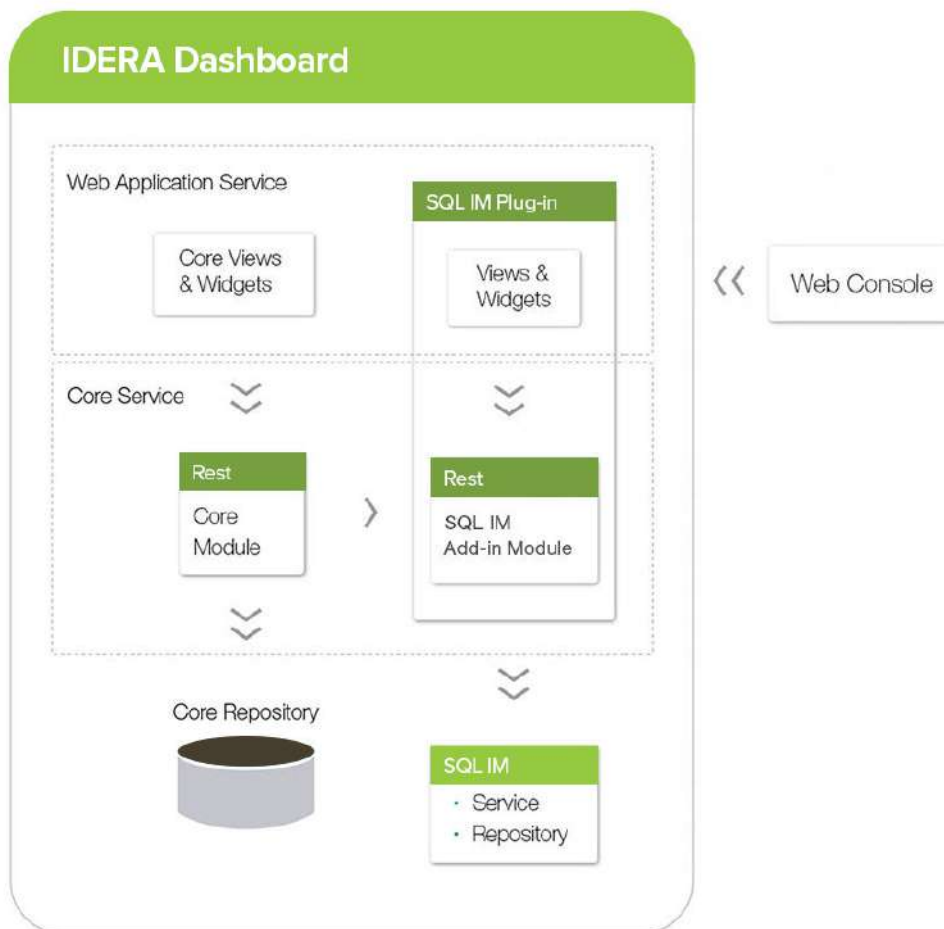 IDERA Dashboard
Web Application Service
Core Views
& Widgets
SQL IM Plug-in
Views &
Widgets
Web Console
Core Service
Rest
Core
Module
Rest
SQL IM
Add-in Module
Core Repository
SQL IM
· Service
· Repository